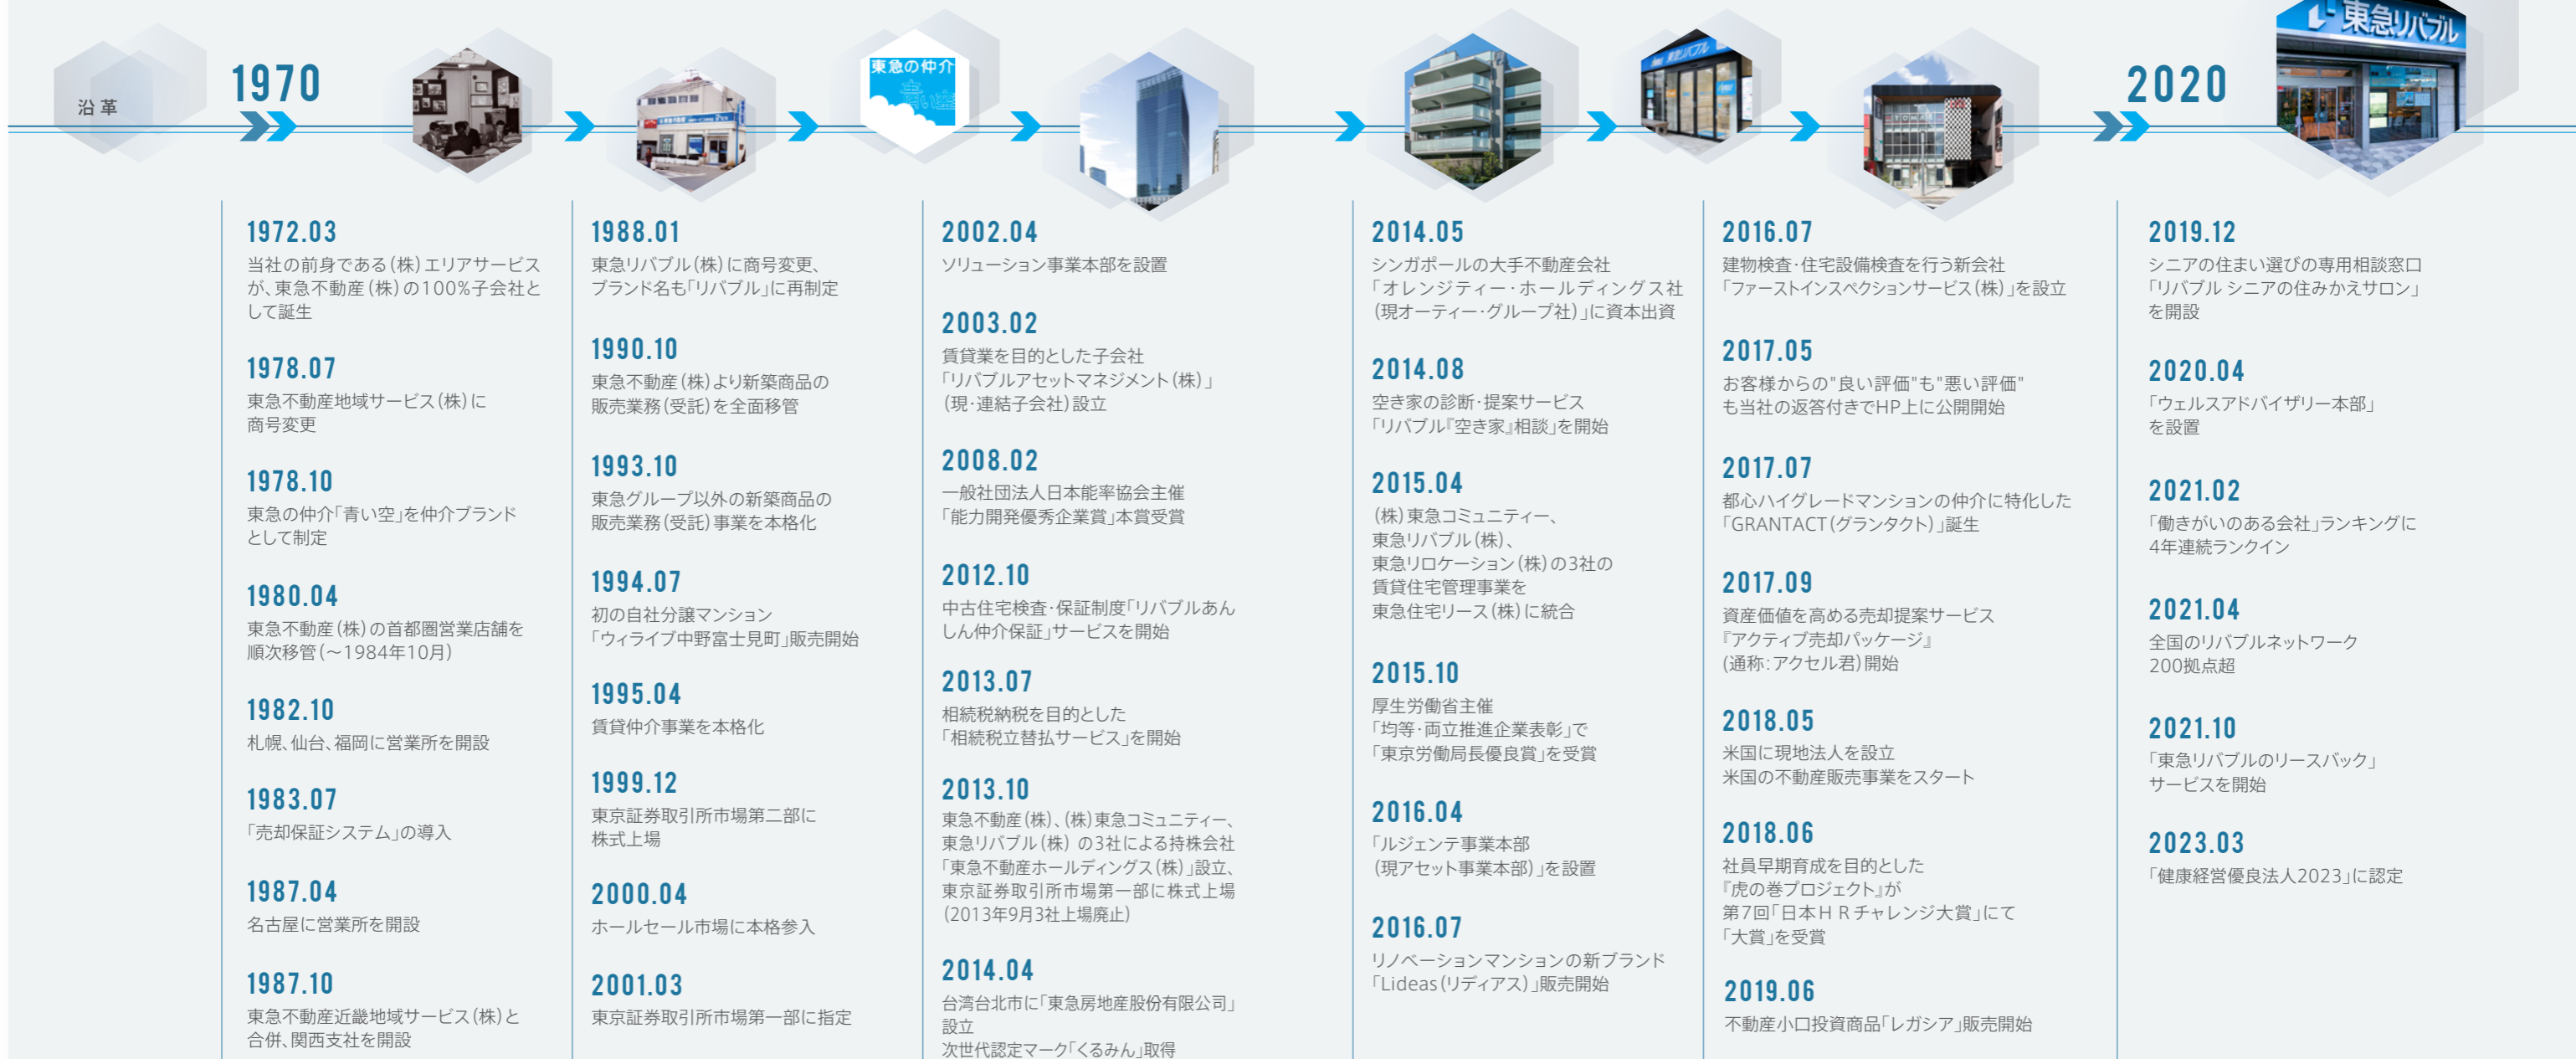 沿革
1970
東急の仲介
青い空
東急リバブル
2020
東急リバブル
1972.03
当社の前身である(株)エリアサービス
が、東急不動産(株)の100%子会社と
して誕生
1978.07
東急不動産地域サービス(株)に
商号変更
1978.10
東急の仲介「青い空」を仲介ブランド
として制定
1980.04
東急不動産(株)の首都圏営業店舗を
順次移管(～1984年10月)
1982.10
札幌、仙台、福岡に営業所を開設
1983.07
「売却保証システム」の導入
1987.04
名古屋に営業所を開設
1987.10
東急不動産近畿地域サービス(株)と
合併、関西支社を開設
1988.01
東急リバブル(株)に商号変更、
ブランド名も「リバブル」に再制定
1990.10
東急不動産(株)より新築商品の
販売業務(受託)を全面移管
1993.10
東急グループ以外の新築商品の
販売業務(受託)事業を本格化
1994.07
初の自社分譲マンション
「ウィライブ中野富士見町」販売開始
1995.04
賃貸仲介事業を本格化
1999.12
東京証券取引所市場第二部に
株式上場
2000.04
ホールセール市場に本格参入
2001.03
東京証券取引所市場第一部に指定
2002.04
ソリューション事業本部を設置
2003.02
賃貸業を目的とした子会社
「リバブルアセットマネジメント(株)」
(現・連結子会社)設立
2008.02
一般社団法人日本能率協会主催
「能力開発優秀企業賞」本賞受賞
2012.10
中古住宅検査・保証制度「リバブルあん
しん仲介保証」サービスを開始
2013.07
相続税納税を目的とした
「相続税立替払サービス」を開始
2013.10
東急不動産(株)、(株)東急コミュニティー、
東急リバブル(株) の3社による持株会社
「東急不動産ホールディングス(株)」設立、
東京証券取引所市場第一部に株式上場
(2013年9月3社上場廃止)
2014.04
台湾台北市に「東急房地産股份有限公司」
設立
次世代認定マーク「くるみん」取得
2014.05
シンガポールの大手不動産会社
「オレンジティー・ホールディングス社
(現オーティー・グループ社)」に資本出資
2014.08
空き家の診断・提案サービス
「リバブル『空き家』相談」を開始
2015.04
(株)東急コミュニティー、
東急リバブル(株)、
東急リロケーション(株)の3社の
賃貸住宅管理事業を
東急住宅リース(株)に統合
2015.10
厚生労働省主催
「均等・両立推進企業表彰」で
「東京労働局長優良賞」を受賞
2016.04
「ルジェンテ事業本部
(現アセット事業本部)」を設置
2016.07
リノベーションマンションの新ブランド
「Lideas(リディアス)」販売開始
2016.07
建物検査・住宅設備検査を行う新会社
「ファーストインスペクションサービス(株)」を設立
2017.05
お客様からの"良い評価"も"悪い評価"
も当社の返答付きでHP上に公開開始
2017.07
都心ハイグレードマンションの仲介に特化した
「GRANTACT(グランタクト)」誕生
2017.09
資産価値を高める売却提案サービス
『アクティブ売却パッケージ』
(通称:アクセル君)開始
2018.05
米国に現地法人を設立
米国の不動産販売事業をスタート
2018.06
社員早期育成を目的とした
『虎の巻プロジェクト』が
第7回「日本HRチャレンジ大賞」にて
「大賞」を受賞
2019.06
不動産小口投資商品「レガシア」販売開始
2019.12
シニアの住まい選びの専用相談窓口
「リバブル シニアの住みかえサロン」
を開設
2020.04
「ウェルスアドバイザリー本部」
を設置
2021.02
「働きがいのある会社」ランキングに
4年連続ランクイン
2021.04
全国のリバブルネットワーク
200拠点超
2021.10
「東急リバブルのリースバック」
サービスを開始
2023.03
「健康経営優良法人2023」に認定